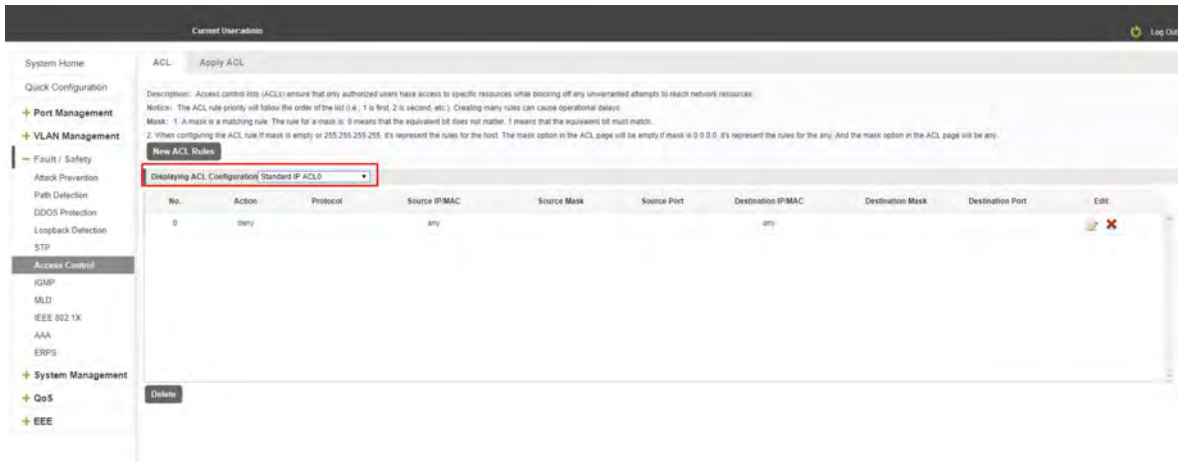 Current User:admin
Log Out
System Home
Quick Configuration
Port Management
VLAN Management
Fault / Safety
Attack Prevention
Path Detection
DDOS Protection
Loopback Detection
STP
Access Control
IGMP
MLD
IEEE 802.1X
AAA
ERPS
System Management
QoS
EEE
ACL Apply ACL
Description: Access control lists (ACLs) ensure that only authorized users have access to specific resources while blocking off any unwarranted attempts to reach network resources.
Notice: The ACL rule priority will follow the order of the list (i.e., 1 is first, 2 is second, etc.). Creating many rules can cause operational delays.
Mask: 1. A mask is a matching rule. The rule for a mask is: 0 means that the equivalent bit does not matter. 1 means that the equivalent bit must match.
2. When configuring the ACL rule if mask is empty or 255.255.255.255, it's represent the rules for the host. The mask option in the ACL page will be empty.if mask is 0.0.0.0, it's represent the rules for the any. And the mask option in the ACL page will be any.
New ACL Rules
Displaying ACL Configuration Standard IP ACL0
No. Action Protocol Source IP/MAC Source Mask Source Port Destination IP/MAC Destination Mask Destination Port Edit
0 deny any any
Delete